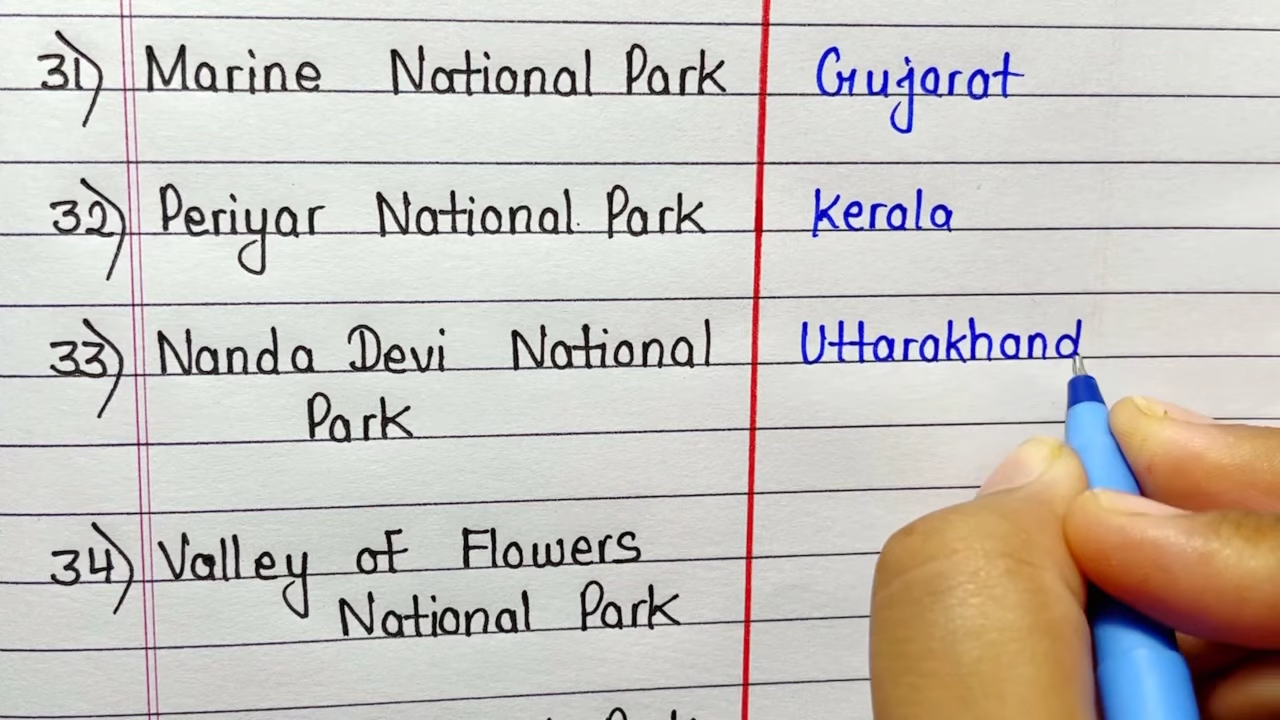 31) Marine National Park Gujarat
32) Periyar National Park Kerala
33) Nanda Devi National Uttarakhand
Park
34) Valley of Flowers
National Park